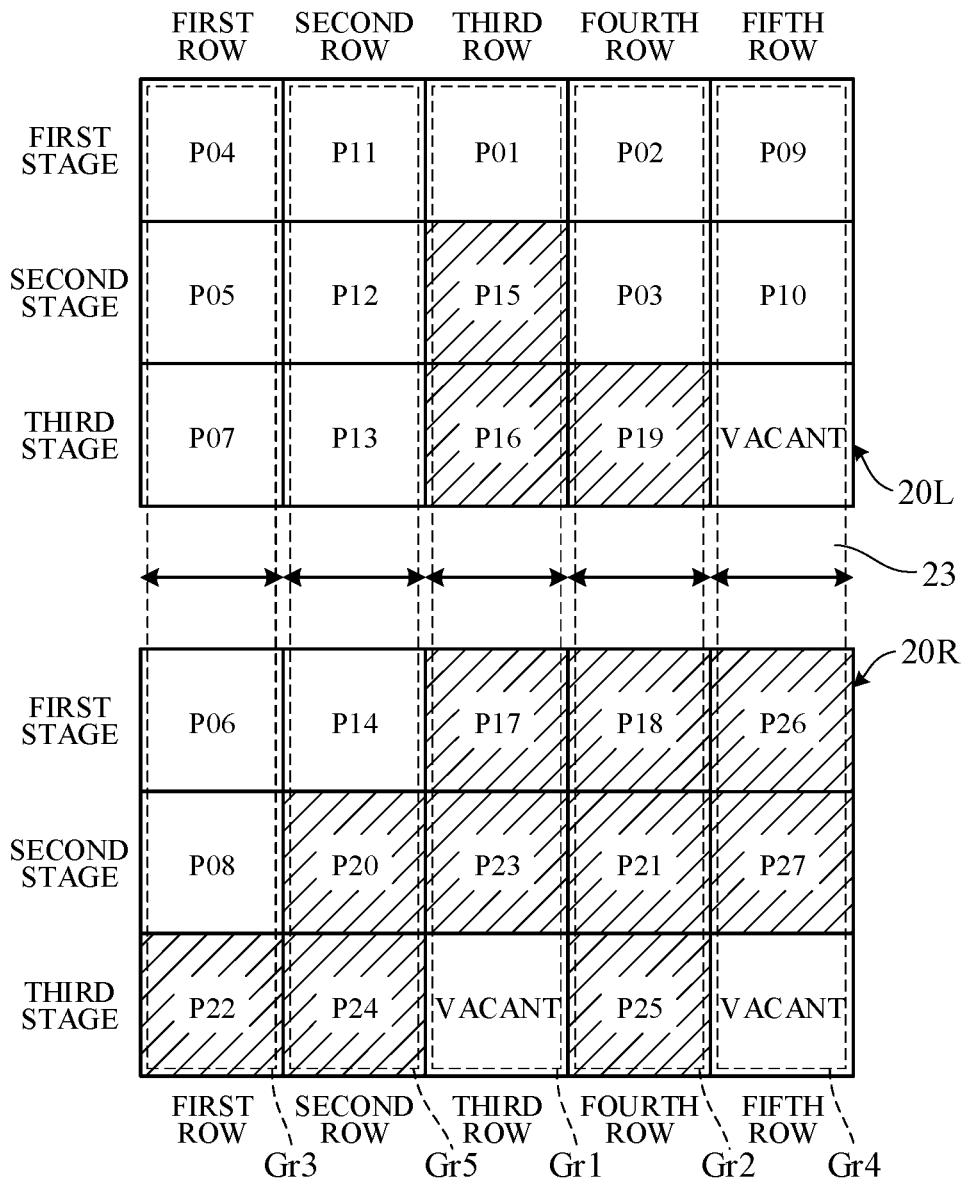 FIRST ROW SECOND ROW THIRD ROW FOURTH ROW FIFTH ROW
FIRST STAGE P04 P11 P01 P02 P09
SECOND STAGE P05 P12 P15 P03 P10
THIRD STAGE P07 P13 P16 P19 VACANT
20L
23
20R
FIRST STAGE P06 P14 P17 P18 P26
SECOND STAGE P08 P20 P23 P21 P27
THIRD STAGE P22 P24 VACANT P25 VACANT
FIRST ROW SECOND ROW THIRD ROW FOURTH ROW FIFTH ROW
Gr3 Gr5 Gr1 Gr2 Gr4